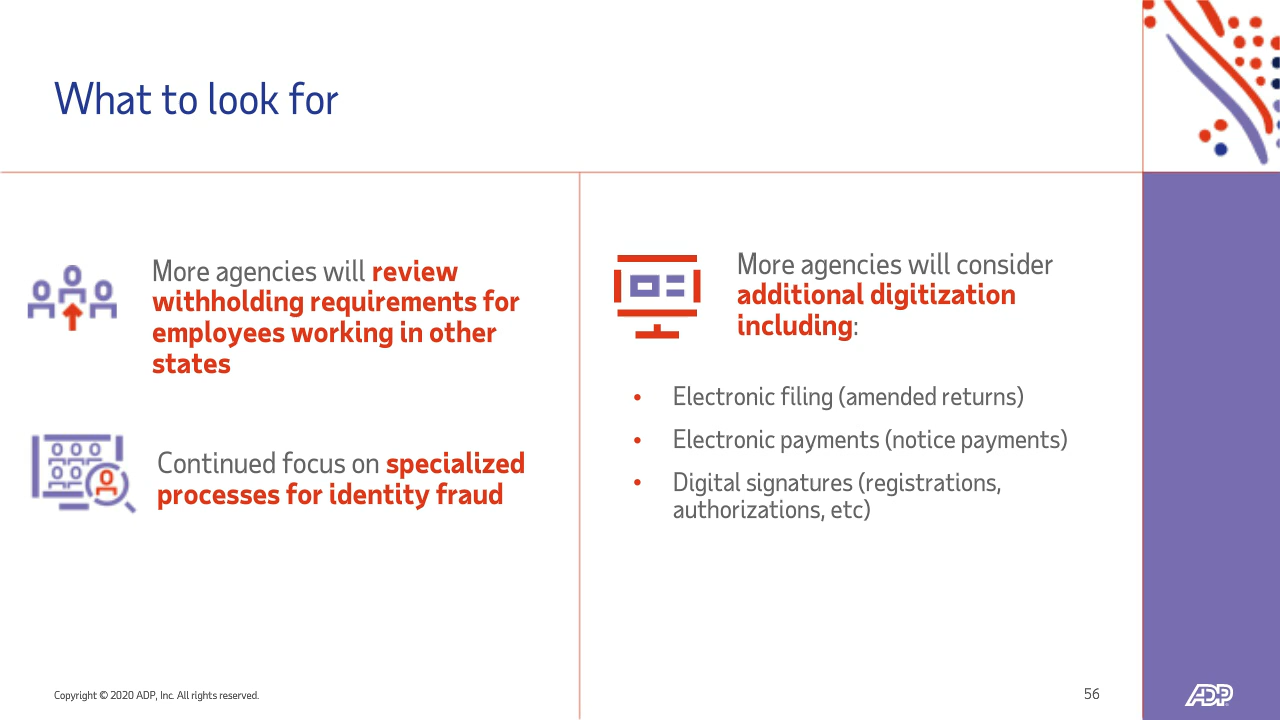 What to look for
More agencies will review
withholding requirements for
employees working in other
states
Continued focus on specialized
processes for identity fraud
More agencies will consider
additional digitization
including:
• Electronic filing (amended returns)
• Electronic payments (notice payments)
• Digital signatures (registrations,
authorizations, etc)
Copyright © 2020 ADP, Inc. All rights reserved.
56
ADP